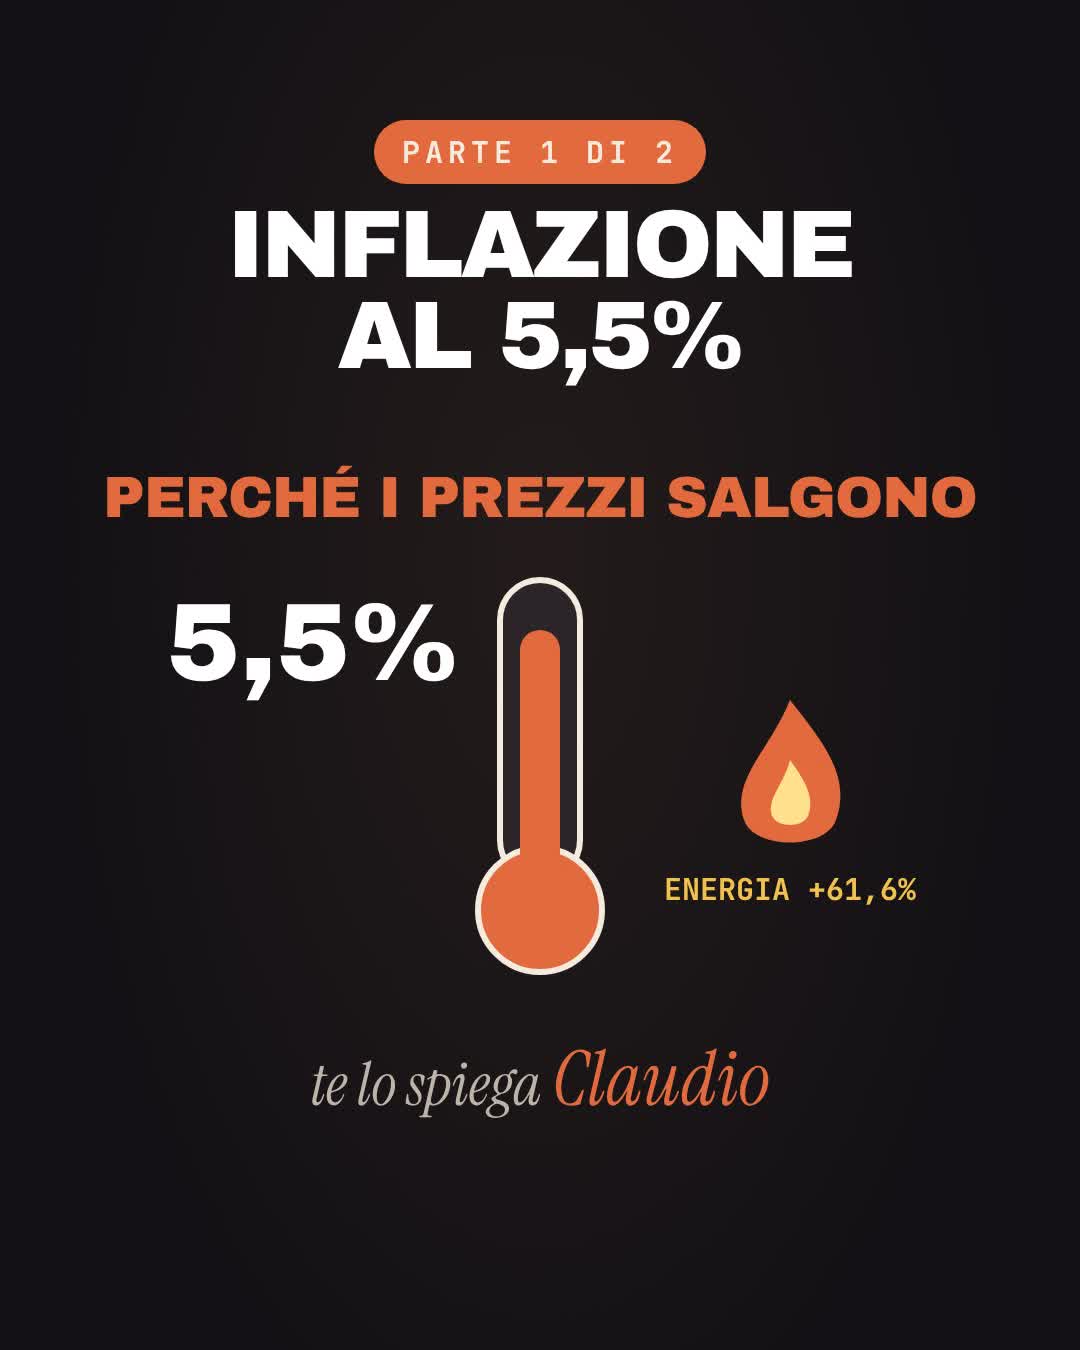 PARTE 1 DI 2
INFLAZIONE
AL 5,5%
PERCHÉ I PREZZI SALGONO
5,5%
ENERGIA +61,6%
te lo spiega Claudio